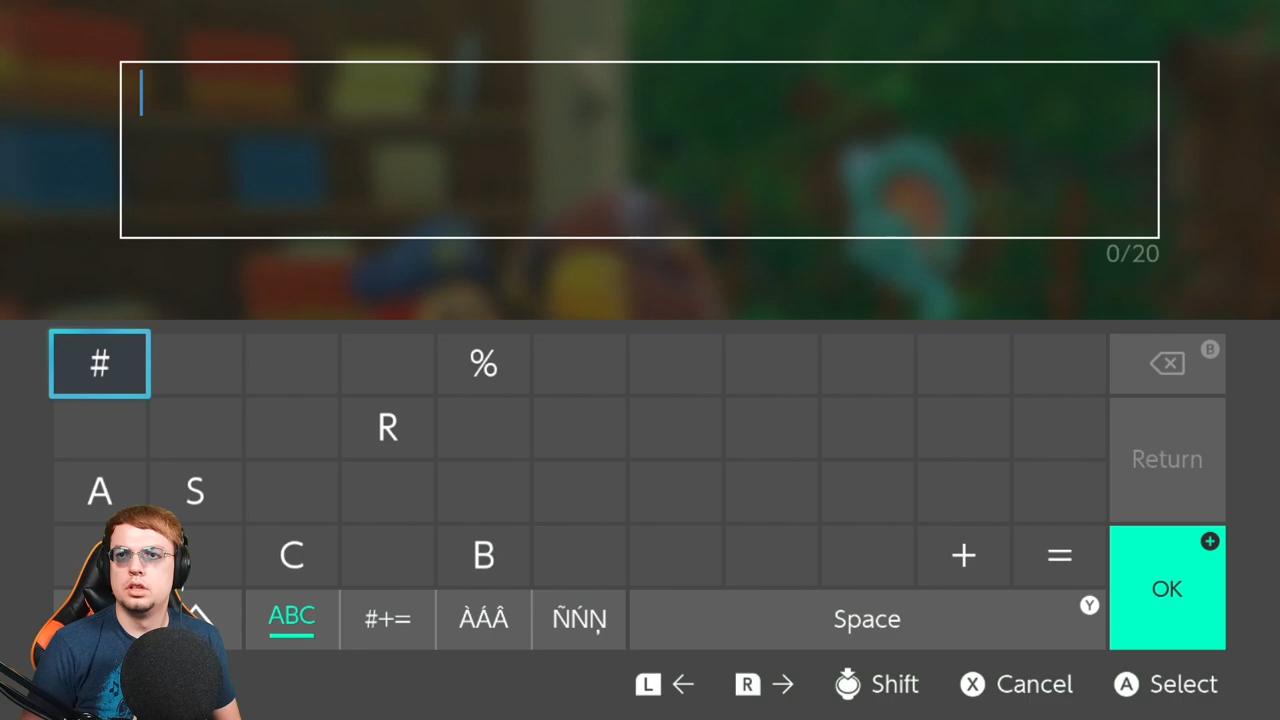 0/20
# %
R
Return
A S
C B + =
OK
ABC #+= ÀÁÂ ÑŃŅ Space Y
L ← R → Shift X Cancel A Select
B